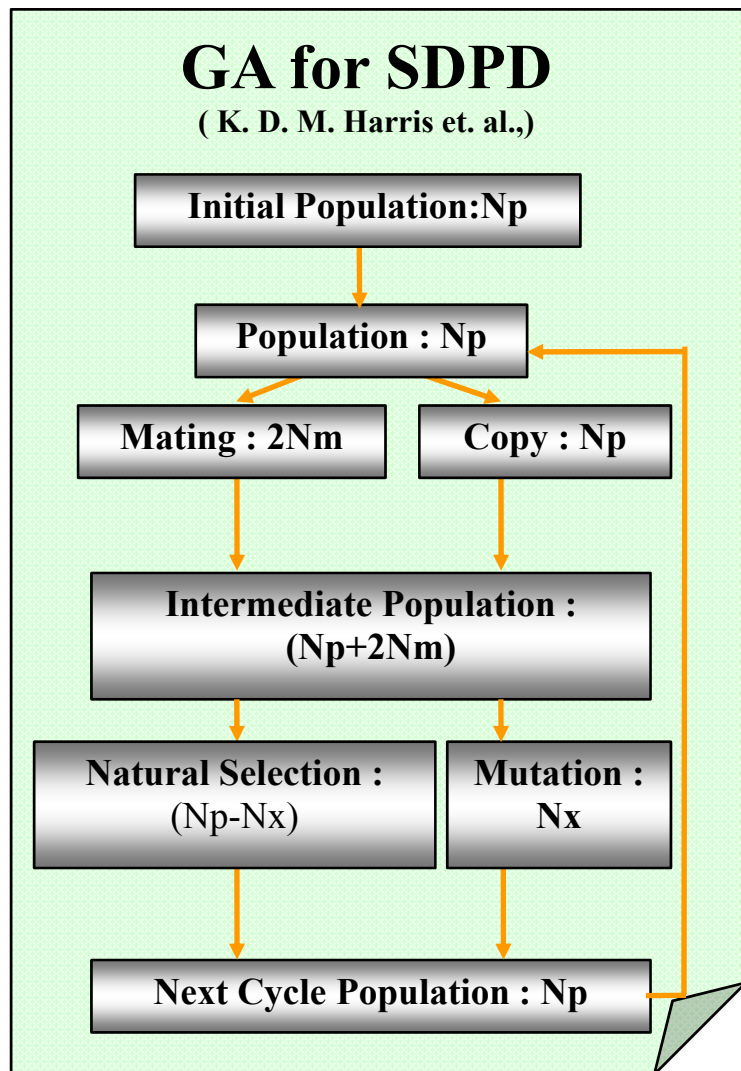 GA for SDPD
( K. D. M. Harris et. al.,)
Initial Population:Np
Population : Np
Mating : 2Nm
Copy : Np
Intermediate Population :
(Np+2Nm)
Natural Selection :
(Np-Nx)
Mutation :
Nx
Next Cycle Population : Np